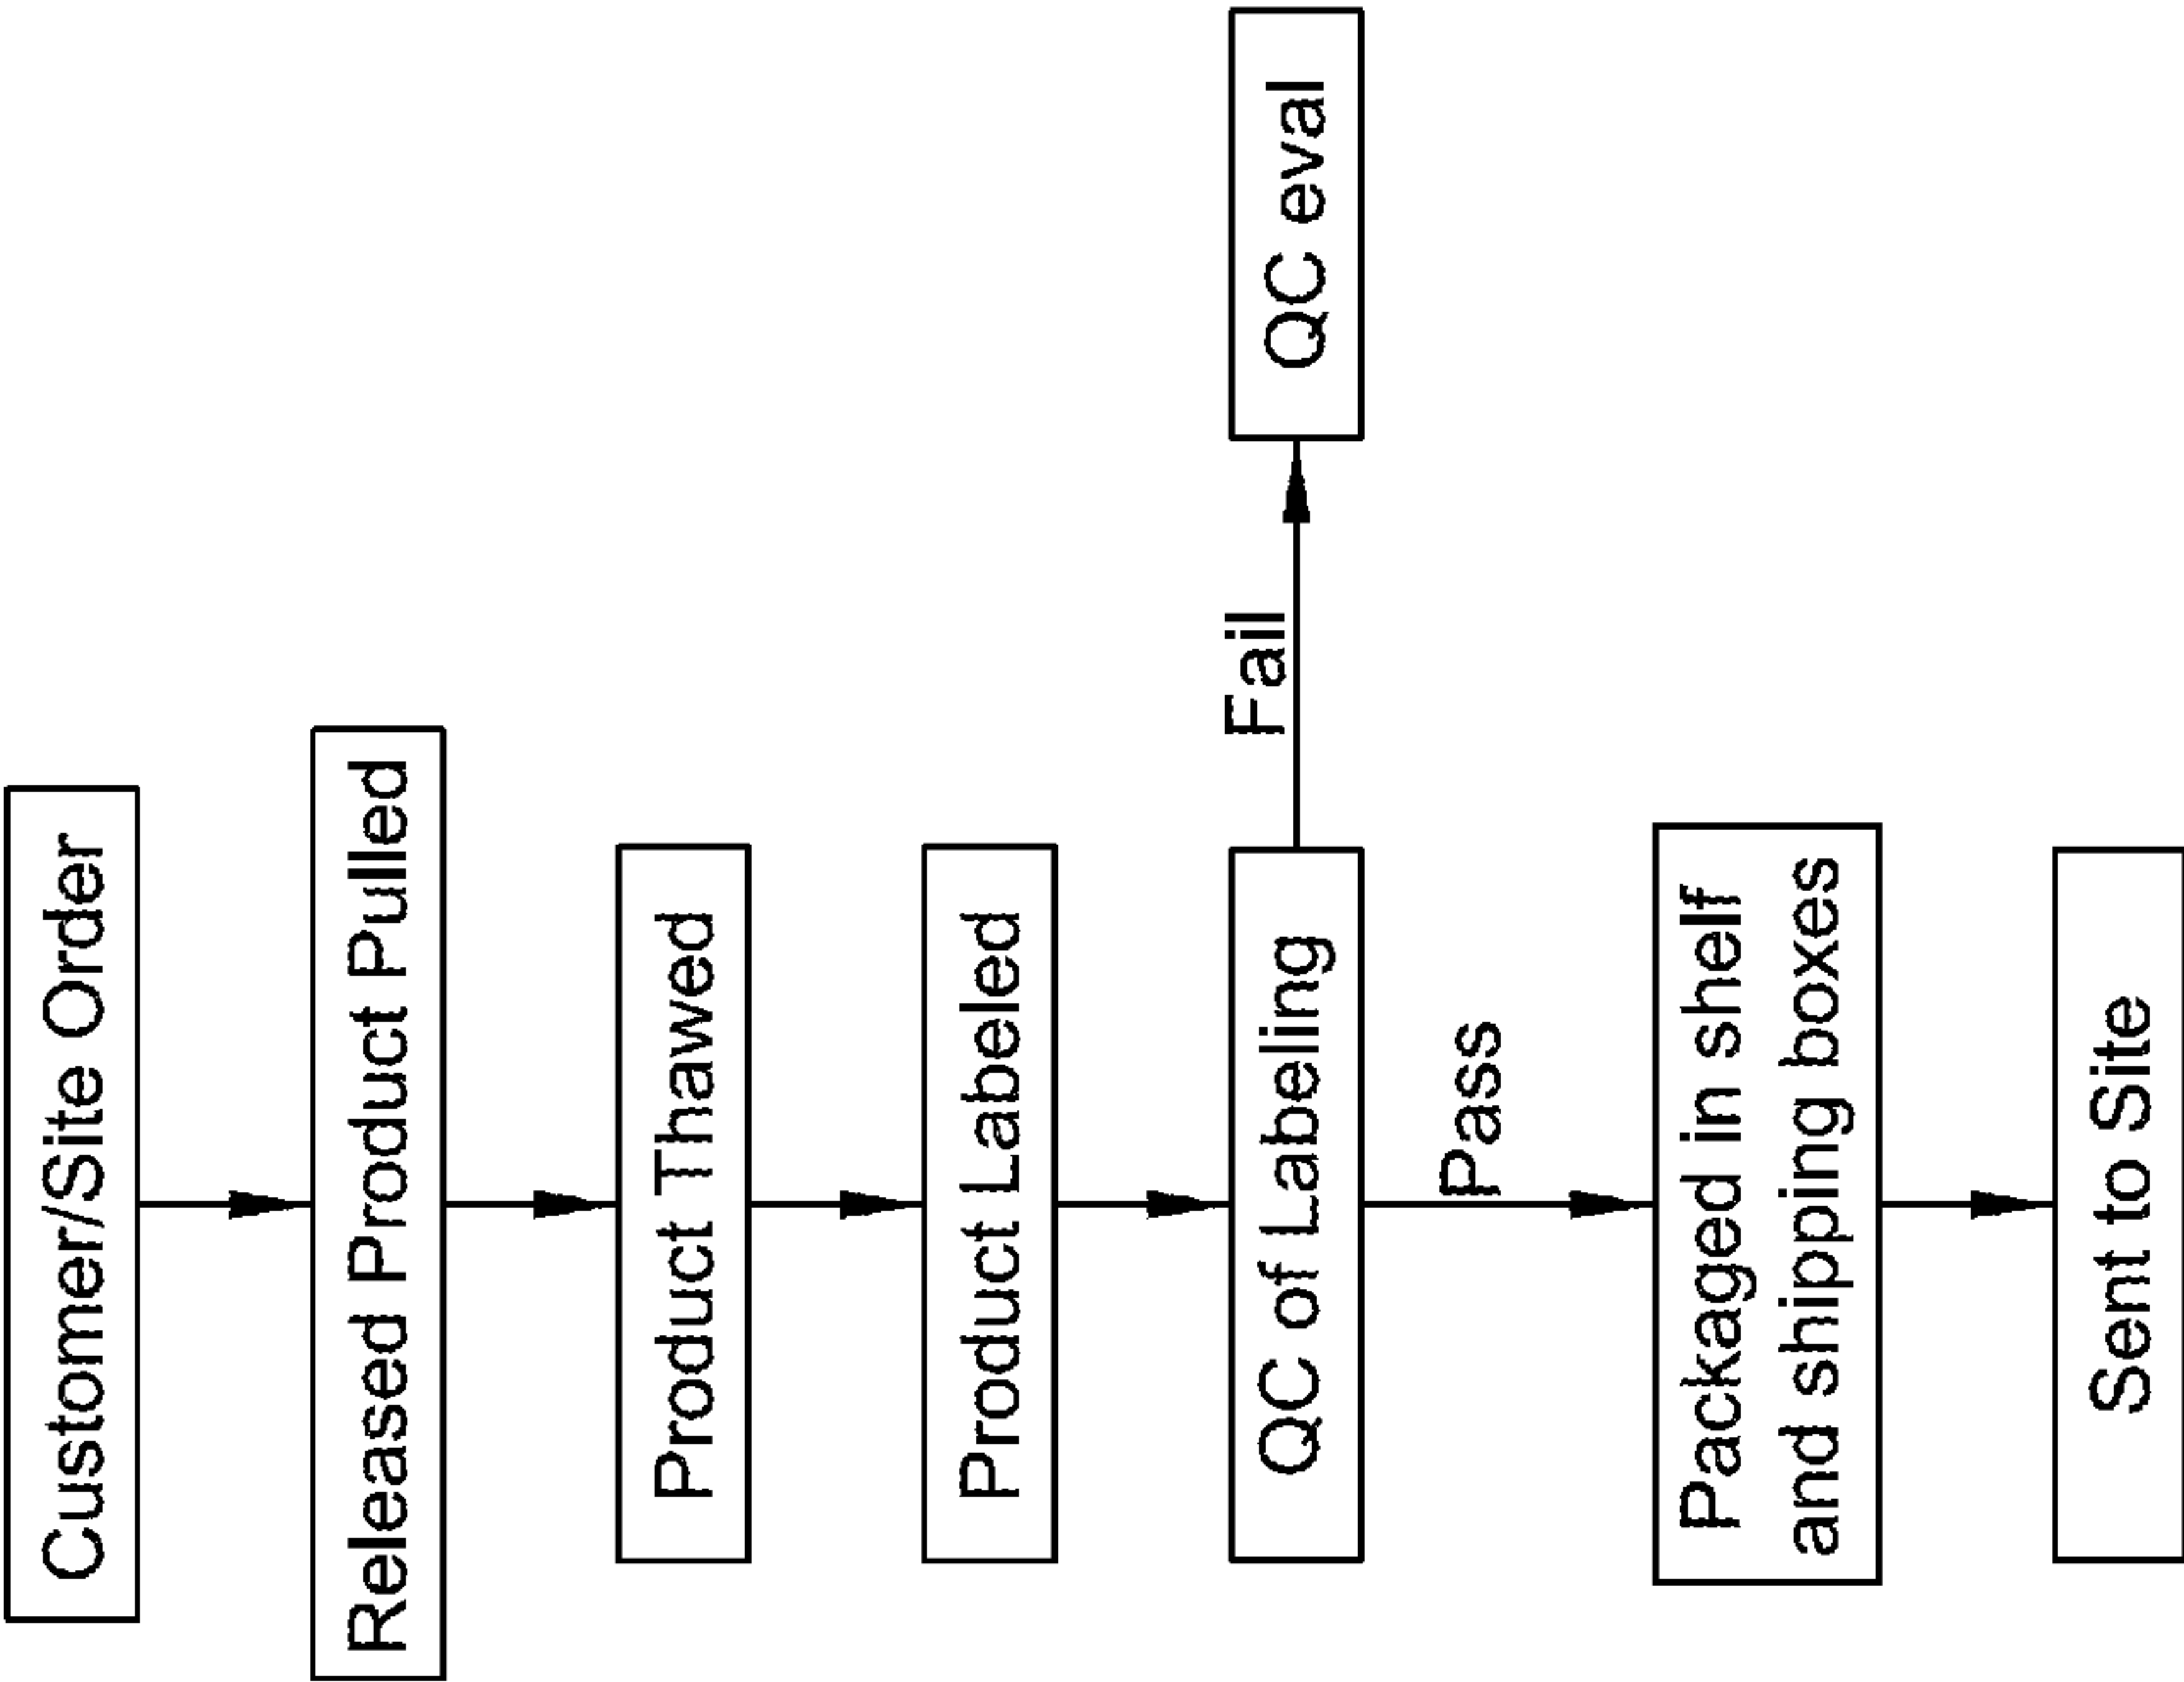 Customer/Site Order
Released Product Pulled
Product Thawed
Product Labeled
QC of Labeling
Fail
QC eval
Pass
Packaged in shelf
and shipping boxes
Sent to Site